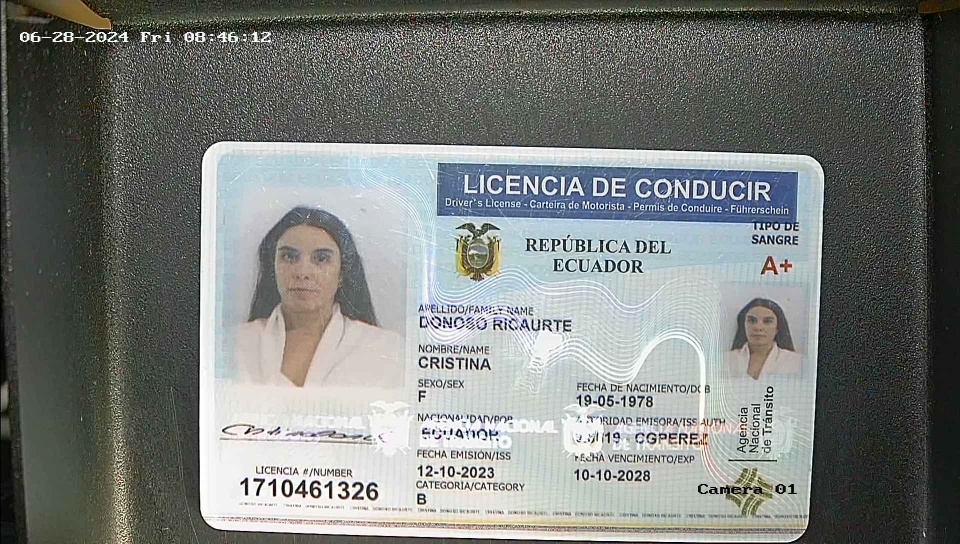 06-28-2024 Fri 08:46:12
LICENCIA DE CONDUCIR
Driver's License - Carteira de Motorista - Permis de Conduire - Führerschein
REPÚBLICA DEL
ECUADOR
TIPO DE
SANGRE
A+
APELLIDO/FAMILY NAME
DONOSO RICAURTE
NOMBRE/NAME
CRISTINA
SEXO/SEX
F
FECHA DE NACIMIENTO/DOB
19-05-1978
NACIONALIDAD/POB
ECUADOR
AUTORIDAD EMISORA/ISS AUTH
CGPEREZ
FECHA EMISIÓN/ISS
12-10-2023
FECHA VENCIMIENTO/EXP
10-10-2028
CATEGORIA/CATEGORY
B
LICENCIA #/NUMBER
1710461326
Agencia
Nacional
de Tránsito
Camera 01